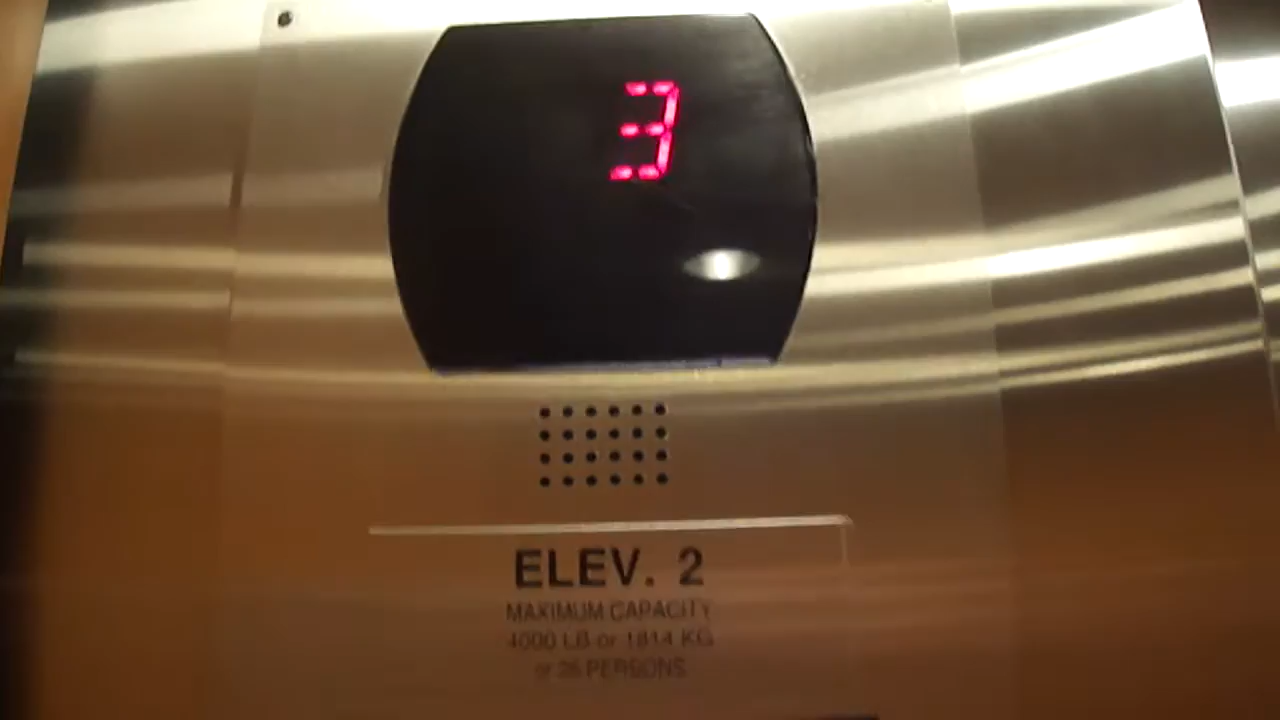 3
ELEV. 2
MAXIMUM CAPACITY
4000 LB or 1814 KG
or 26 PERSONS